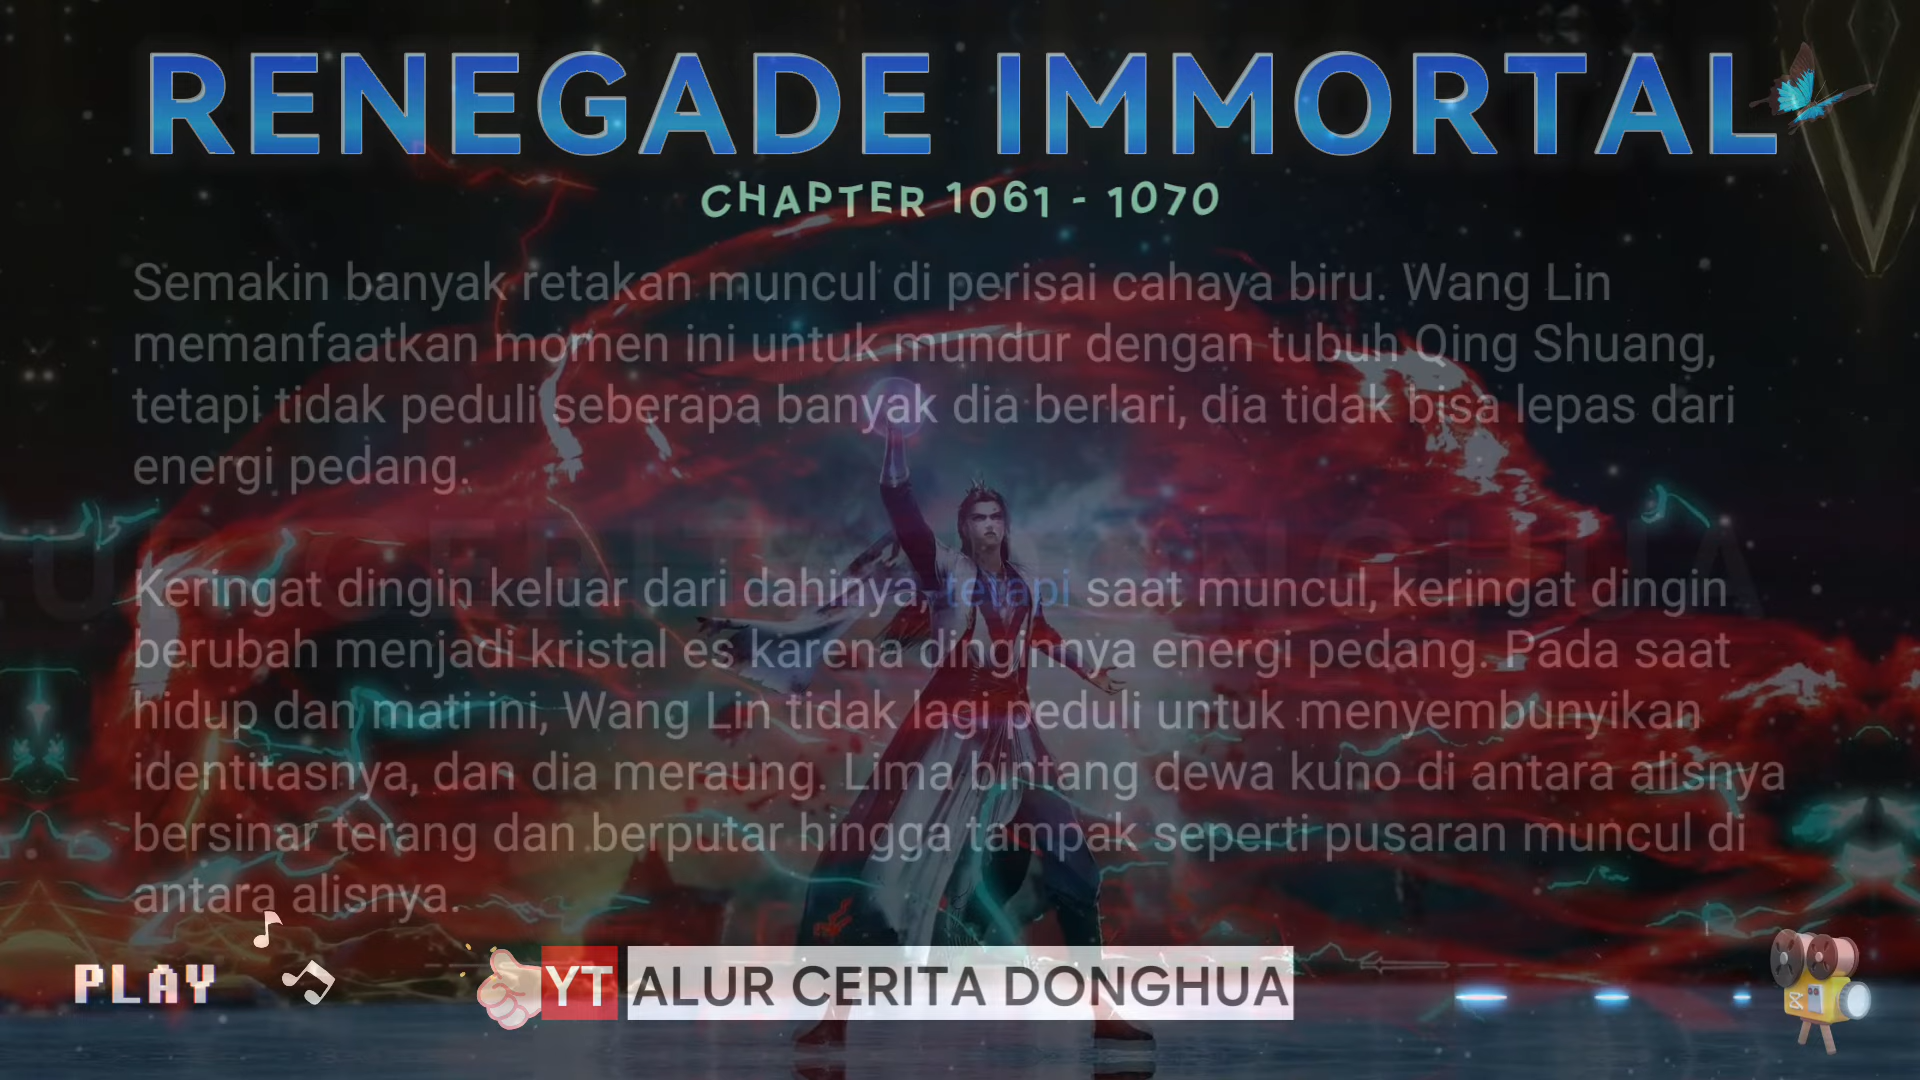 RENEGADE IMMORTAL
CHAPTER 1061 - 1070
Semakin banyak retakan muncul di perisai cahaya biru. Wang Lin
memanfaatkan momen ini untuk mundur dengan tubuh Qing Shuang,
tetapi tidak peduli seberapa banyak dia berlari, dia tidak bisa lepas dari
energi pedang.
Keringat dingin keluar dari dahinya, tetapi saat muncul, keringat dingin
berubah menjadi kristal es karena dinginnya energi pedang. Pada saat
hidup dan mati ini, Wang Lin tidak lagi peduli untuk menyembunyikan
identitasnya, dan dia meraung. Lima bintang dewa kuno di antara alisnya
bersinar terang dan berputar hingga tampak seperti pusaran muncul di
antara alisnya.
PLAY
YT ALUR CERITA DONGHUA